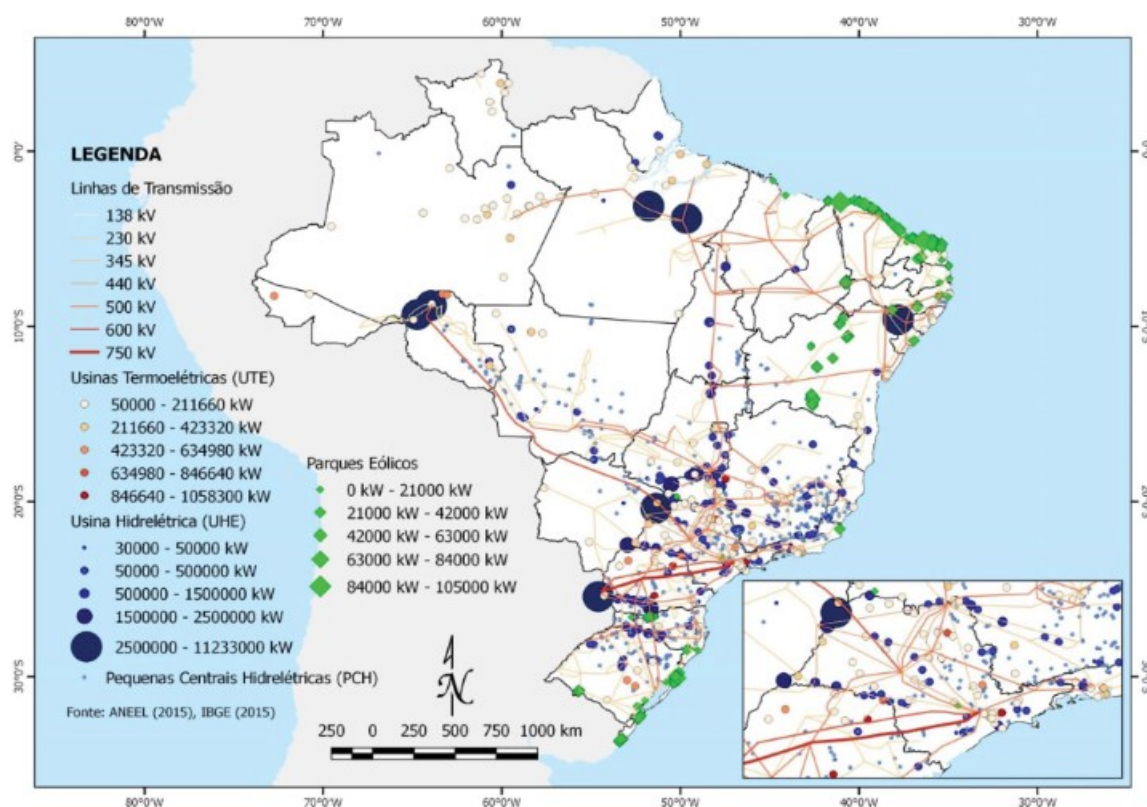 80°0'W 70°0'W 60°0'W 50°0'W 40°0'W 30°0'W
LEGENDA
Linhas de Transmissão
138 kV
230 kV
345 kV
440 kV
500 kV
600 kV
750 kV
Usinas Termoelétricas (UTE)
50000 - 211660 kW
211660 - 423320 kW
423320 - 634980 kW
634980 - 846640 kW
846640 - 1058300 kW
Usina Hidrelétrica (UHE)
30000 - 50000 kW
50000 - 500000 kW
500000 - 1500000 kW
1500000 - 2500000 kW
2500000 - 11233000 kW
Pequenas Centrais Hidrelétricas (PCH)
Fonte: ANEEL (2015), IBGE (2015)
Parques Eólicos
0 kW - 21000 kW
21000 kW - 42000 kW
42000 kW - 63000 kW
63000 kW - 84000 kW
84000 kW - 105000 kW
N
250 0 250 500 750 1000 km
0°0'
10°0'S
20°0'S
30°0'S
80°0'W 70°0'W 60°0'W 50°0'W 40°0'W 30°0'W